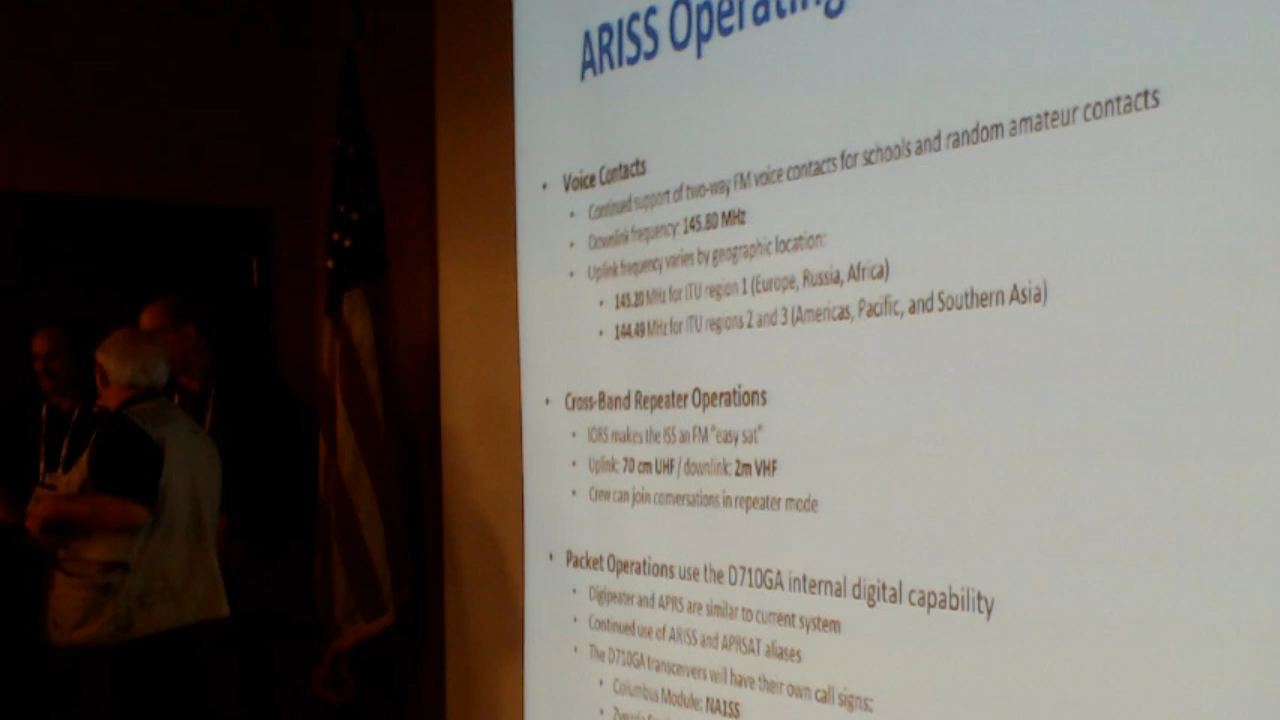 ARISS Operating
• Voice Contacts
• Continued support of two-way FM voice contacts for schools and random amateur contacts
• Downlink frequency: 145.80 MHz
• Uplink frequency varies by geographic location:
• 145.20 MHz for ITU region 1 (Europe, Russia, Africa)
• 144.49 MHz for ITU regions 2 and 3 (Americas, Pacific, and Southern Asia)
• Cross-Band Repeater Operations
• IORS makes the ISS an FM "easy sat"
• Uplink: 70 cm UHF / downlink: 2m VHF
• Crew can join conversations in repeater mode
• Packet Operations use the D710GA internal digital capability
• Digipeater and APRS are similar to current system
• Continued use of ARISS and APRSAT aliases
• The D710GA transceivers will have their own call signs:
• Columbus Module: NA1SS